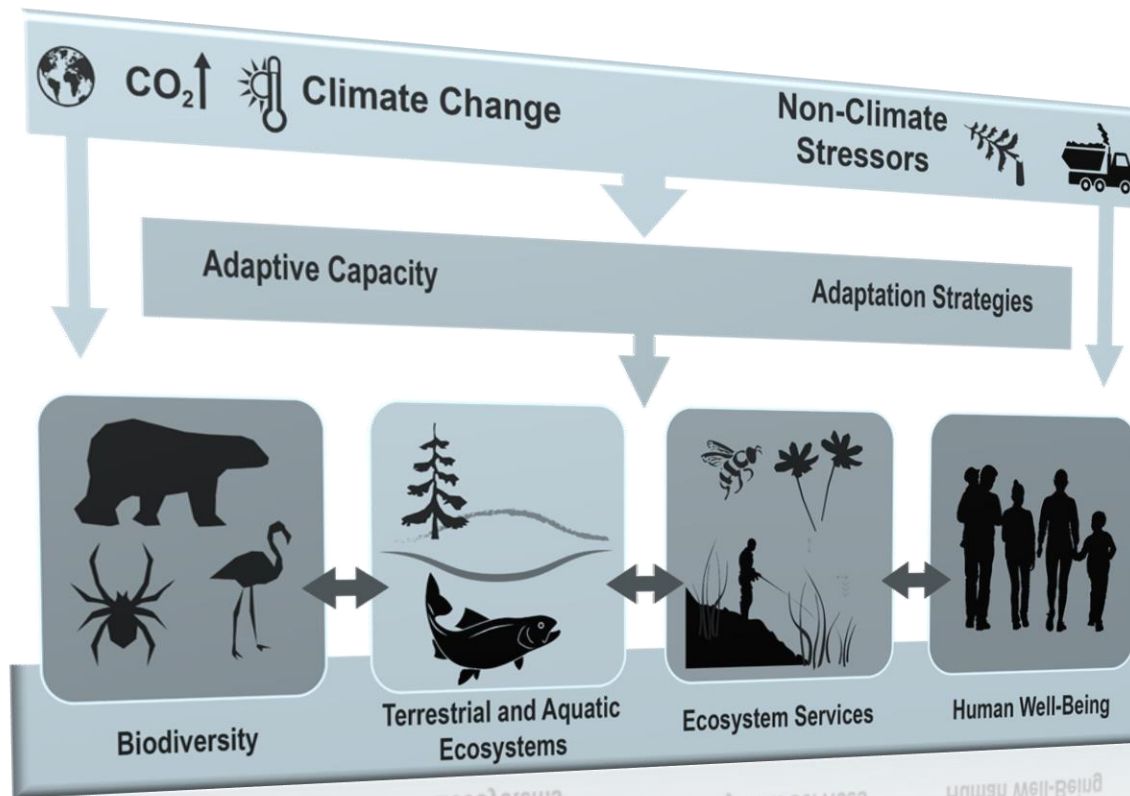 CO₂
Climate Change
Non-Climate
Stressors
Adaptive Capacity
Adaptation Strategies
Biodiversity
Terrestrial and Aquatic
Ecosystems
Ecosystem Services
Human Well-Being